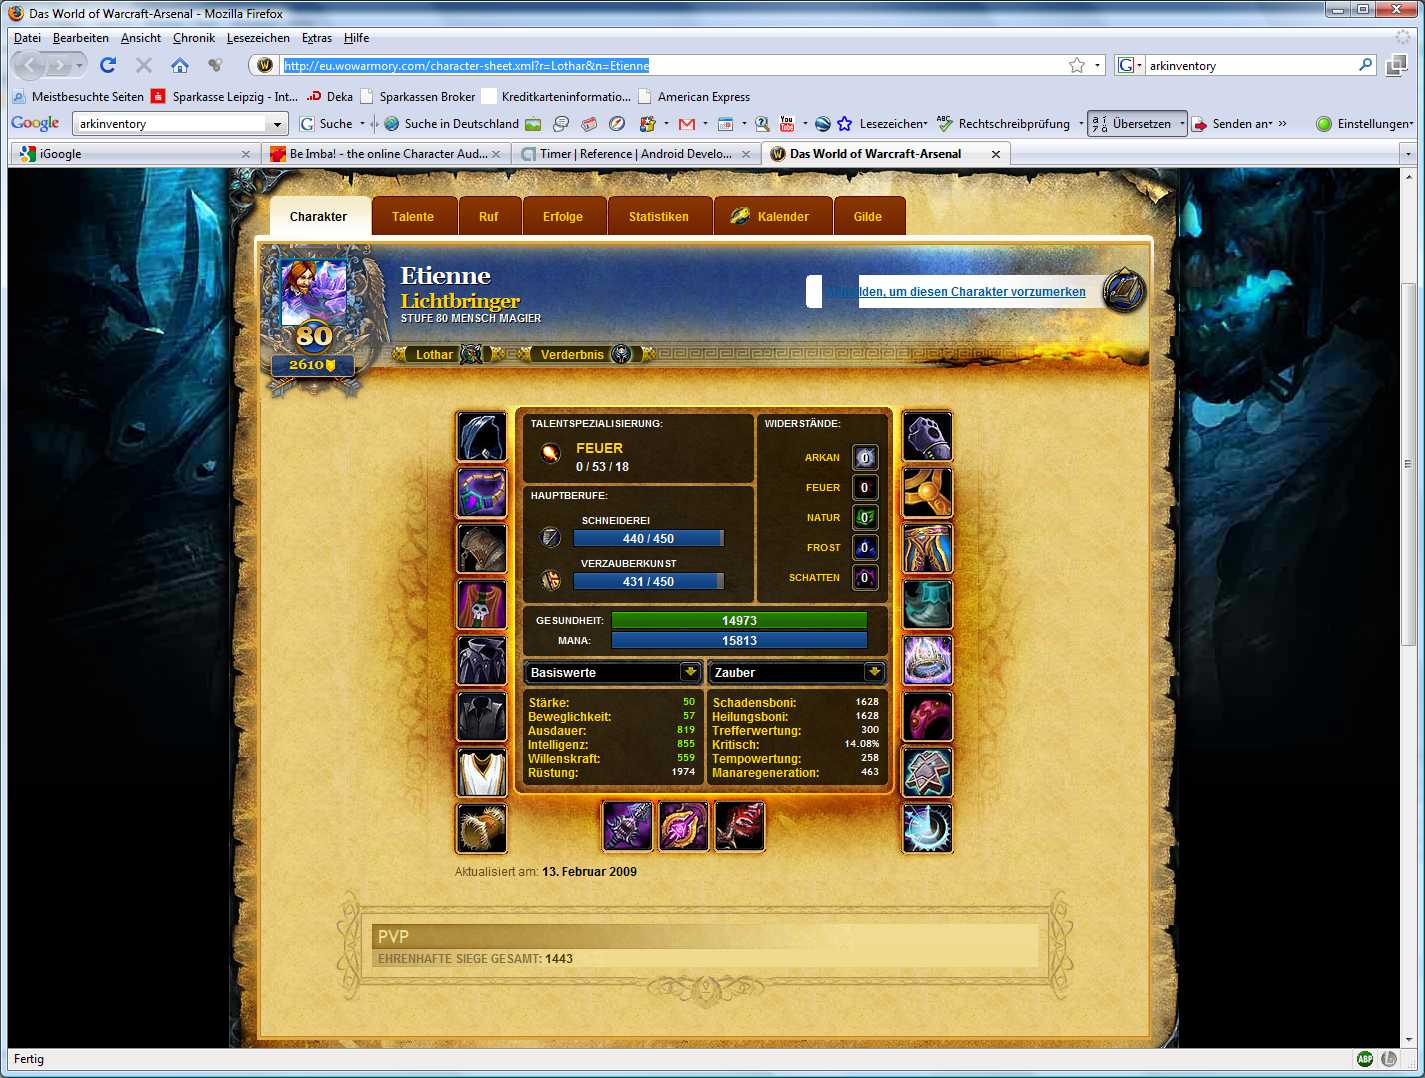 Das World of Warcraft-Arsenal - Mozilla Firefox
Datei Bearbeiten Ansicht Chronik Lesezeichen Extras Hilfe
http://eu.wowarmory.com/character-sheet.xml?r=Lothar&n=Etienne
arkinventory
Meistbesuchte Seiten Sparkasse Leipzig - Int... Deka Sparkassen Broker Kreditkarteninformatio... American Express
Google arkinventory Suche Suche in Deutschland Lesezeichen Rechtschreibprüfung Übersetzen Senden an Einstellungen
iGoogle Be Imba! - the online Character Aud... Timer | Reference | Android Develo... Das World of Warcraft-Arsenal
Charakter Talente Ruf Erfolge Statistiken Kalender Gilde
Etienne
Lichtbringer
STUFE 80 MENSCH MAGIER
lden, um diesen Charakter vorzumerken
80
2610
Lothar Verderbnis
TALENTSPEZIALISIERUNG:
FEUER
0 / 53 / 18
HAUPTBERUFE:
SCHNEIDEREI
440 / 450
VERZAUBERKUNST
431 / 450
WIDERSTÄNDE:
ARKAN 0
FEUER 0
NATUR 0
FROST 0
SCHATTEN 0
GESUNDHEIT: 14973
MANA: 15813
Basiswerte
Stärke: 50
Beweglichkeit: 57
Ausdauer: 819
Intelligenz: 855
Willenskraft: 559
Rüstung: 1974
Zauber
Schadensboni: 1628
Heilungsboni: 1628
Trefferwertung: 300
Kritisch: 14.08%
Tempowertung: 258
Manaregeneration: 463
Aktualisiert am: 13. Februar 2009
PVP
EHRENHAFTE SIEGE GESAMT: 1443
Fertig
ABP